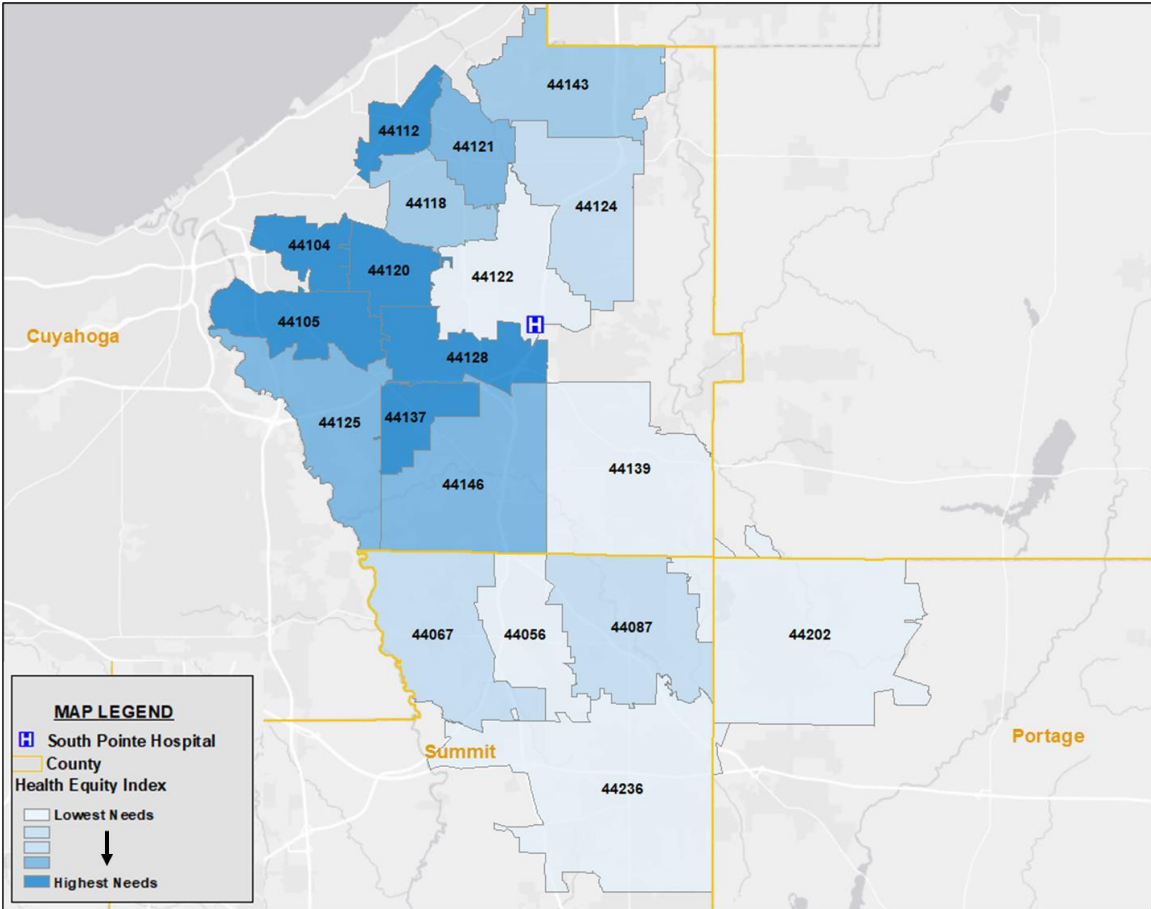 44143
44112
44121
44118
44124
44104
44120
44122
H
44105
Cuyahoga
44128
44137
44125
44139
44146
44067
44056
44087
44202
MAP LEGEND
H South Pointe Hospital
County
Health Equity Index
Lowest Needs
Highest Needs
Summit
Portage
44236